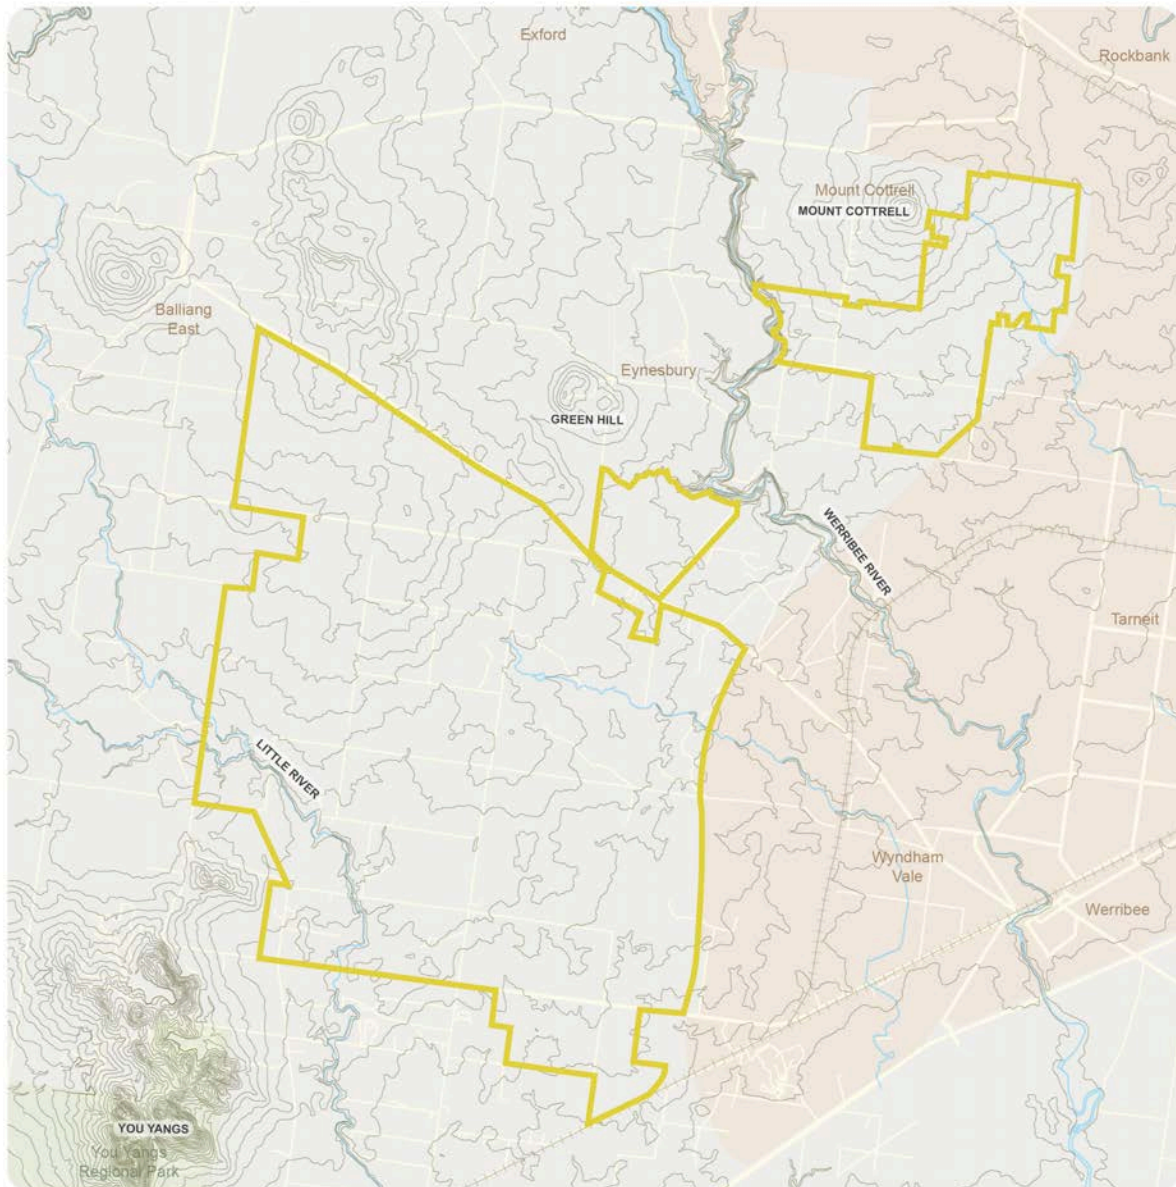 Exford
Rockbank
Mount Cottrell
MOUNT COTTRELL
Balliang
East
Eynesbury
GREEN HILL
WERRIBEE RIVER
Tarneit
LITTLE RIVER
Wyndham
Vale
Werribee
YOU YANGS
You Yangs
Regional Park